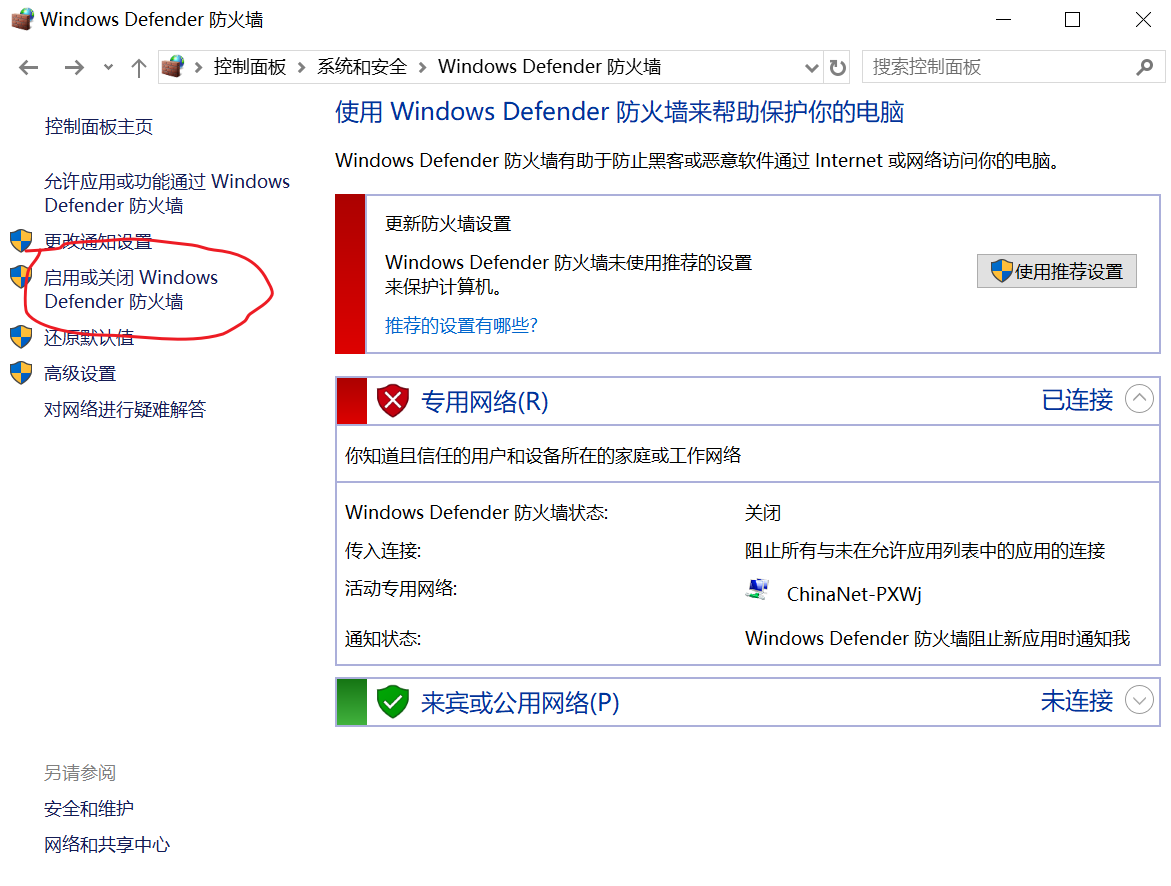 Windows Defender 防火墙
控制面板 系统和安全 Windows Defender 防火墙
搜索控制面板
控制面板主页
允许应用或功能通过 Windows
Defender 防火墙
更改通知设置
启用或关闭 Windows
Defender 防火墙
还原默认值
高级设置
对网络进行疑难解答
另请参阅
安全和维护
网络和共享中心
使用 Windows Defender 防火墙来帮助保护你的电脑
Windows Defender 防火墙有助于防止黑客或恶意软件通过 Internet 或网络访问你的电脑。
更新防火墙设置
Windows Defender 防火墙未使用推荐的设置
来保护计算机。
使用推荐设置
推荐的设置有哪些?
专用网络(R) 已连接
你知道且信任的用户和设备所在的家庭或工作网络
Windows Defender 防火墙状态: 关闭
传入连接: 阻止所有与未在允许应用列表中的应用的连接
活动专用网络: ChinaNet-PXWj
通知状态: Windows Defender 防火墙阻止新应用时通知我
来宾或公用网络(P) 未连接